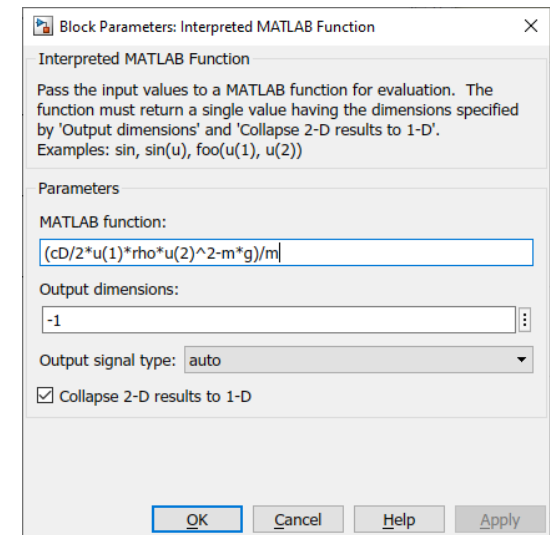 Block Parameters: Interpreted MATLAB Function
Interpreted MATLAB Function
Pass the input values to a MATLAB function for evaluation.  The
function must return a single value having the dimensions specified
by 'Output dimensions' and 'Collapse 2-D results to 1-D'.
Examples: sin, sin(u), foo(u(1), u(2))
Parameters
MATLAB function:
(cD/2*u(1)*rho*u(2)^2-m*g)/m
Output dimensions:
-1
Output signal type: auto
Collapse 2-D results to 1-D
OK Cancel Help Apply